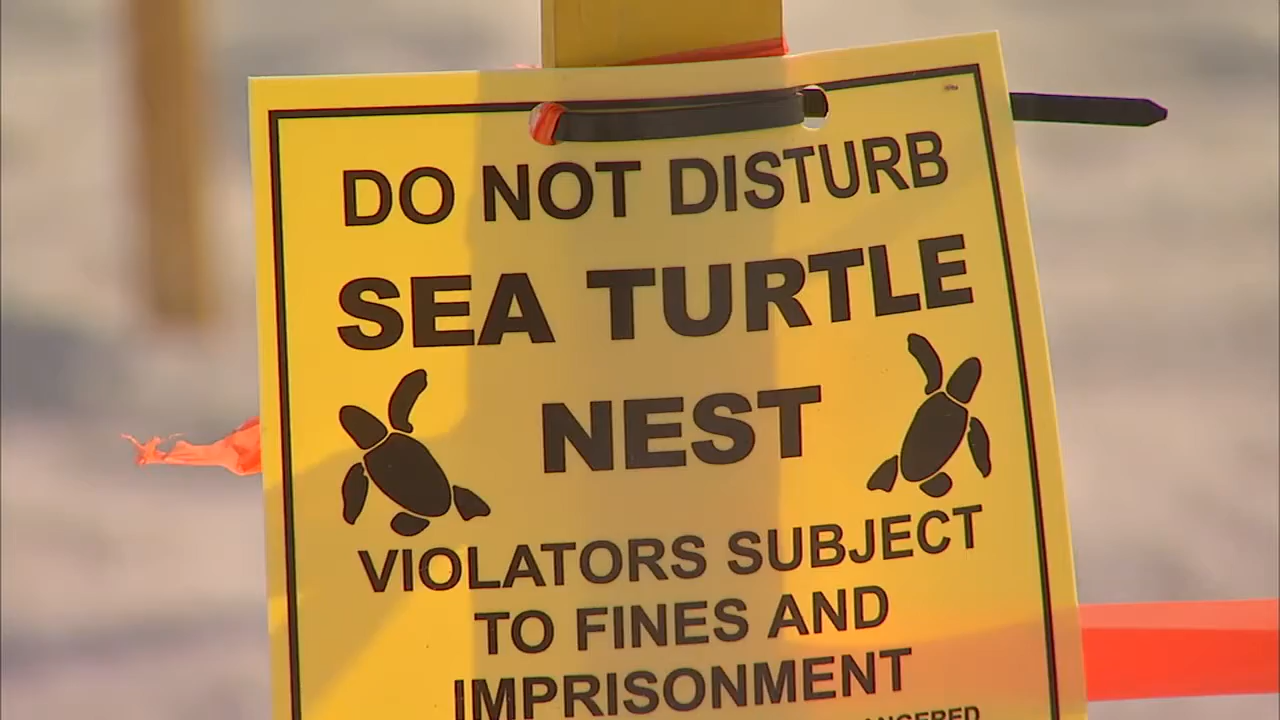 DO NOT DISTURB
SEA TURTLE
NEST
VIOLATORS SUBJECT
TO FINES AND
IMPRISONMENT